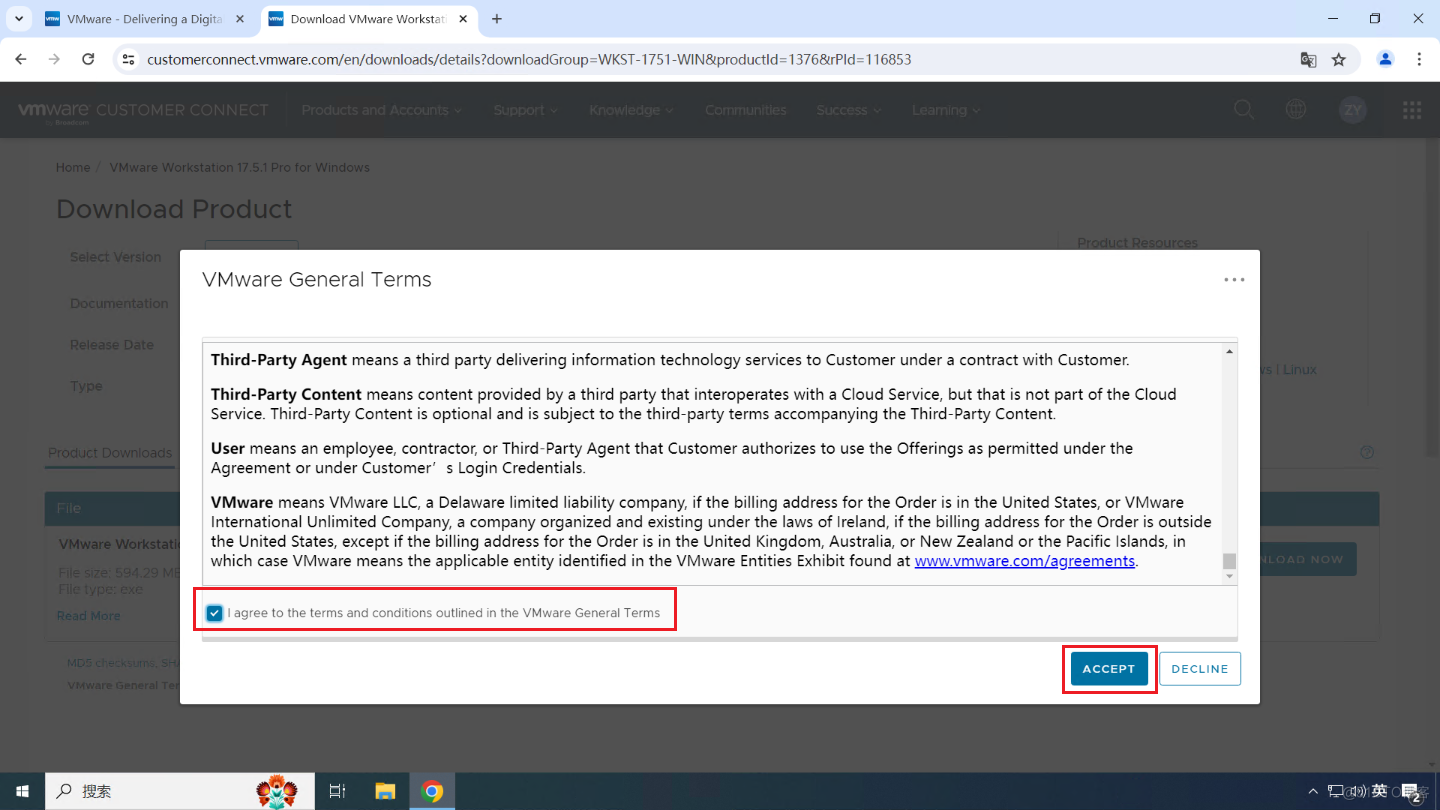 VMware - Delivering a Digita
Download VMware Workstati
customerconnect.vmware.com/en/downloads/details?downloadGroup=WKST-1751-WIN&productId=1376&rPId=116853
vmware CUSTOMER CONNECT
by Broadcom
Products and Accounts
Support
Knowledge
Communities
Success
Learning
ZY
Home / VMware Workstation 17.5.1 Pro for Windows
Download Product
Select Version
Product Resources
Documentation
Release Date
Type
ws | Linux
Product Downloads
File
VMware Workstatio
File size: 594.29 MB
File type: exe
NLOAD NOW
Read More
MD5 checksums, SHA
VMware General Ter
VMware General Terms
Third-Party Agent means a third party delivering information technology services to Customer under a contract with Customer.
Third-Party Content means content provided by a third party that interoperates with a Cloud Service, but that is not part of the Cloud
Service. Third-Party Content is optional and is subject to the third-party terms accompanying the Third-Party Content.
User means an employee, contractor, or Third-Party Agent that Customer authorizes to use the Offerings as permitted under the
Agreement or under Customer’s Login Credentials.
VMware means VMware LLC, a Delaware limited liability company, if the billing address for the Order is in the United States, or VMware
International Unlimited Company, a company organized and existing under the laws of Ireland, if the billing address for the Order is outside
the United States, except if the billing address for the Order is in the United Kingdom, Australia, or New Zealand or the Pacific Islands, in
which case VMware means the applicable entity identified in the VMware Entities Exhibit found at www.vmware.com/agreements.
I agree to the terms and conditions outlined in the VMware General Terms
ACCEPT
DECLINE
搜索
英
2